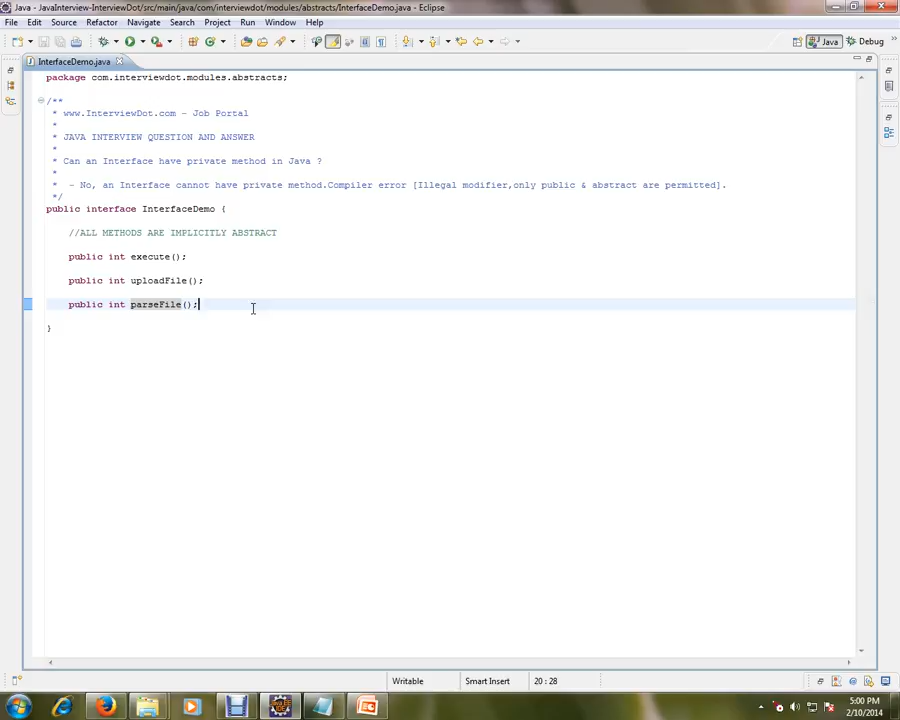 Java - JavaInterview-InterviewDot/src/main/java/com/interviewdot/modules/abstracts/InterfaceDemo.java - Eclipse
File Edit Source Refactor Navigate Search Project Run Window Help
Java Debug
InterfaceDemo.java
package com.interviewdot.modules.abstracts;
/**
* www.InterviewDot.com - Job Portal
*
* JAVA INTERVIEW QUESTION AND ANSWER
*
* Can an Interface have private method in Java ?
*
* - No, an Interface cannot have private method.Compiler error [Illegal modifier,only public & abstract are permitted].
*/
public interface InterfaceDemo {
//ALL METHODS ARE IMPLICITLY ABSTRACT
public int execute();
public int uploadFile();
public int parseFile();
}
Writable Smart Insert 20 : 28
5:00 PM
2/10/2014